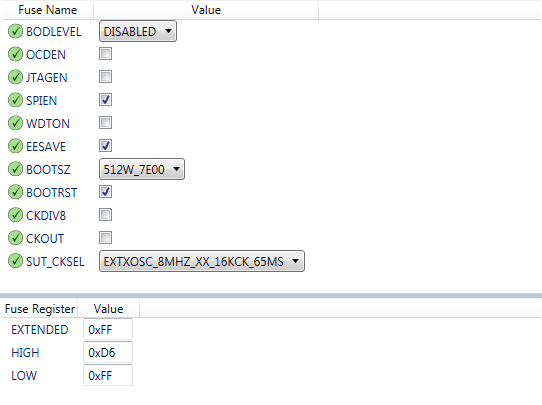 Fuse Name Value
BODLEVEL DISABLED
OCDEN
JTAGEN
SPIEN
WDTON
EESAVE
BOOTSZ 512W_7E00
BOOTRST
CKDIV8
CKOUT
SUT_CKSEL EXTXOSC_8MHZ_XX_16KCK_65MS
Fuse Register Value
EXTENDED 0xFF
HIGH 0xD6
LOW 0xFF